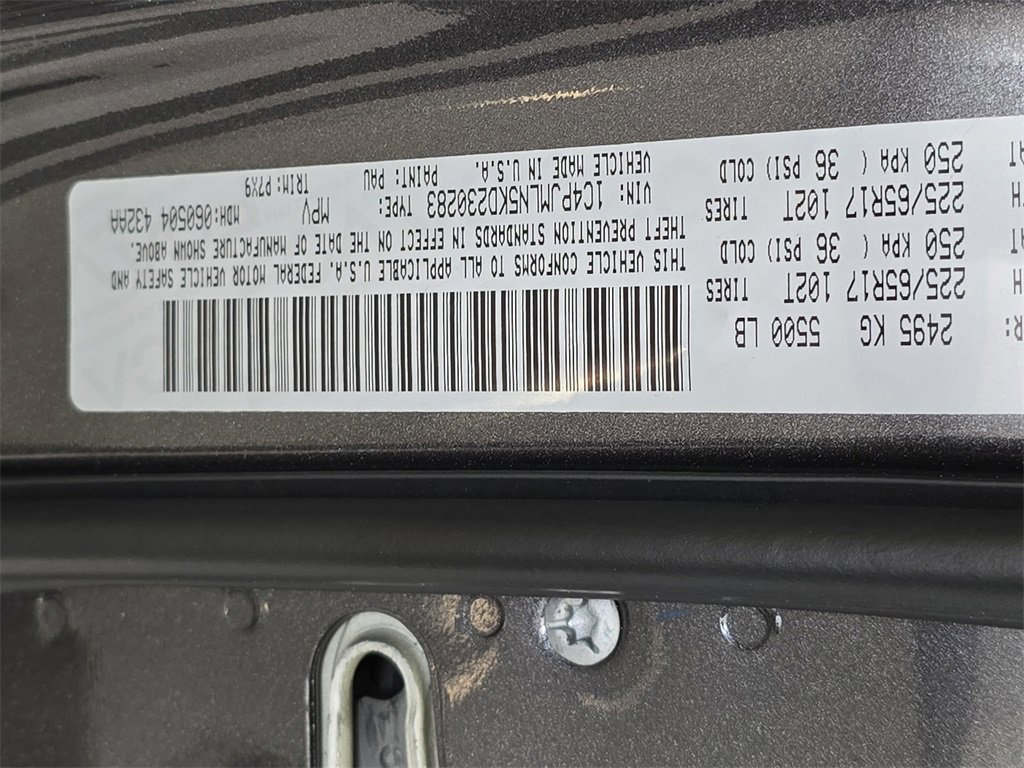 R: 2495 KG 5500 LB
H 225/65R17 102T TIRES
AT 250 KPA ( 36 PSI) COLD
H 225/65R17 102T TIRES
AT 250 KPA ( 36 PSI) COLD
THIS VEHICLE CONFORMS TO ALL APPLICABLE U.S.A. FEDERAL MOTOR VEHICLE SAFETY AND
THEFT PREVENTION STANDARDS IN EFFECT ON THE DATE OF MANUFACTURE SHOWN ABOVE.
VIN: 1C4PJMLN5KD230283 TYPE: MPV MDH:060504 432AA
VEHICLE MADE IN U.S.A. PAINT: PAU TRIM: P7X9